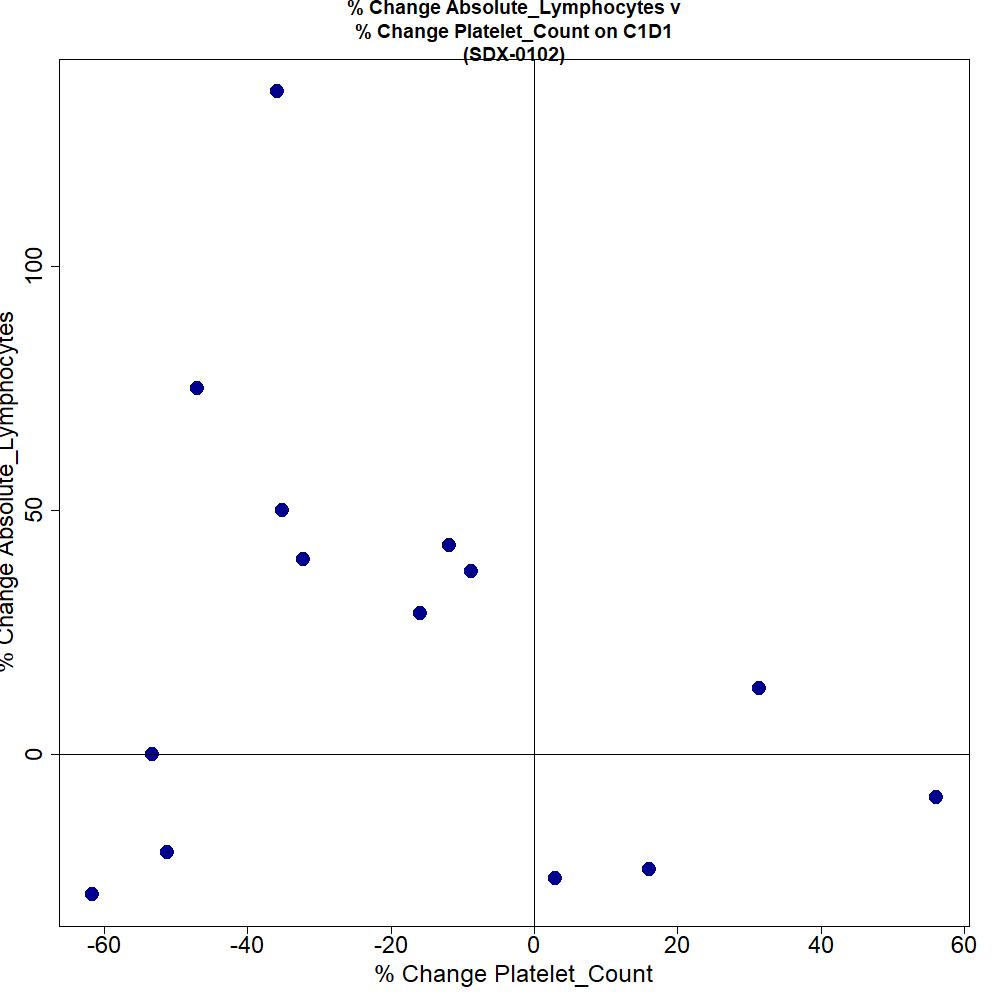 % Change Absolute_Lymphocytes v
% Change Platelet_Count on C1D1
(SDX-0102)
% Change Absolute_Lymphocytes
100
50
0
-60 -40 -20 0 20 40 60
% Change Platelet_Count